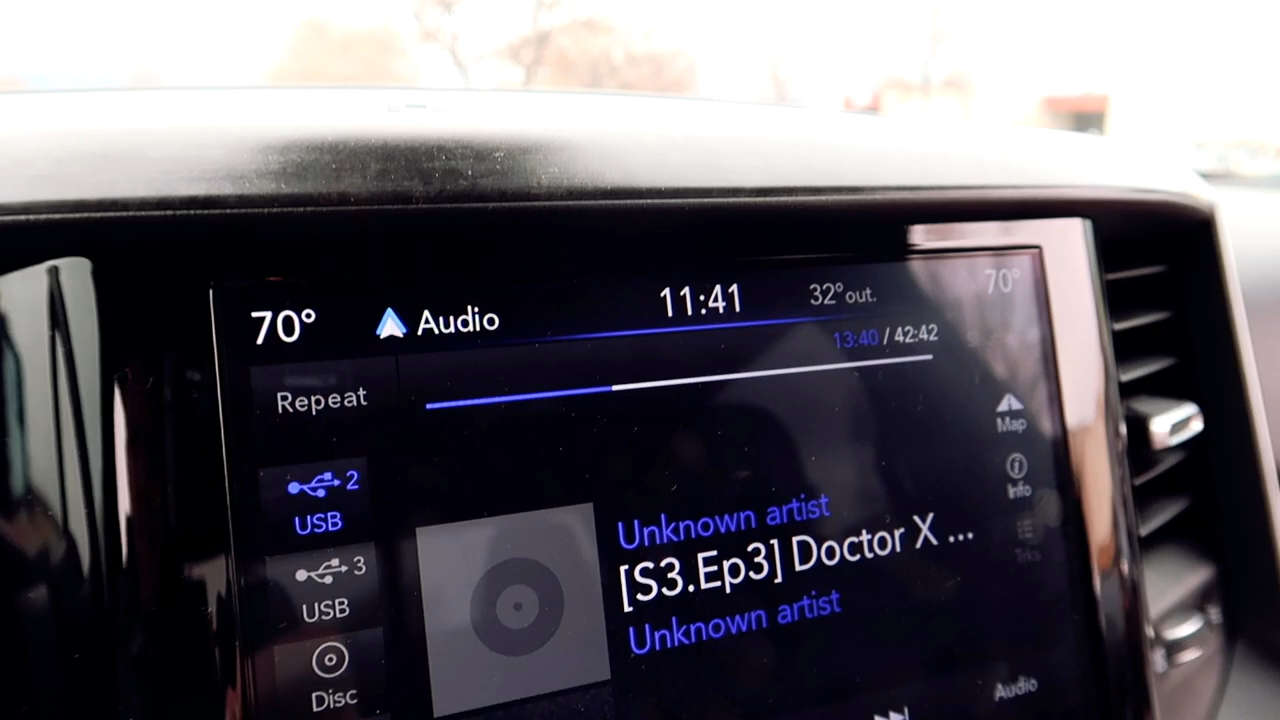 70° Audio 11:41 32° out. 70°
13:40 / 42:42
Repeat
Map
2
USB
Info
Unknown artist
[S3.Ep3] Doctor X ...
Unknown artist
3
USB
Trks
Disc
Audio